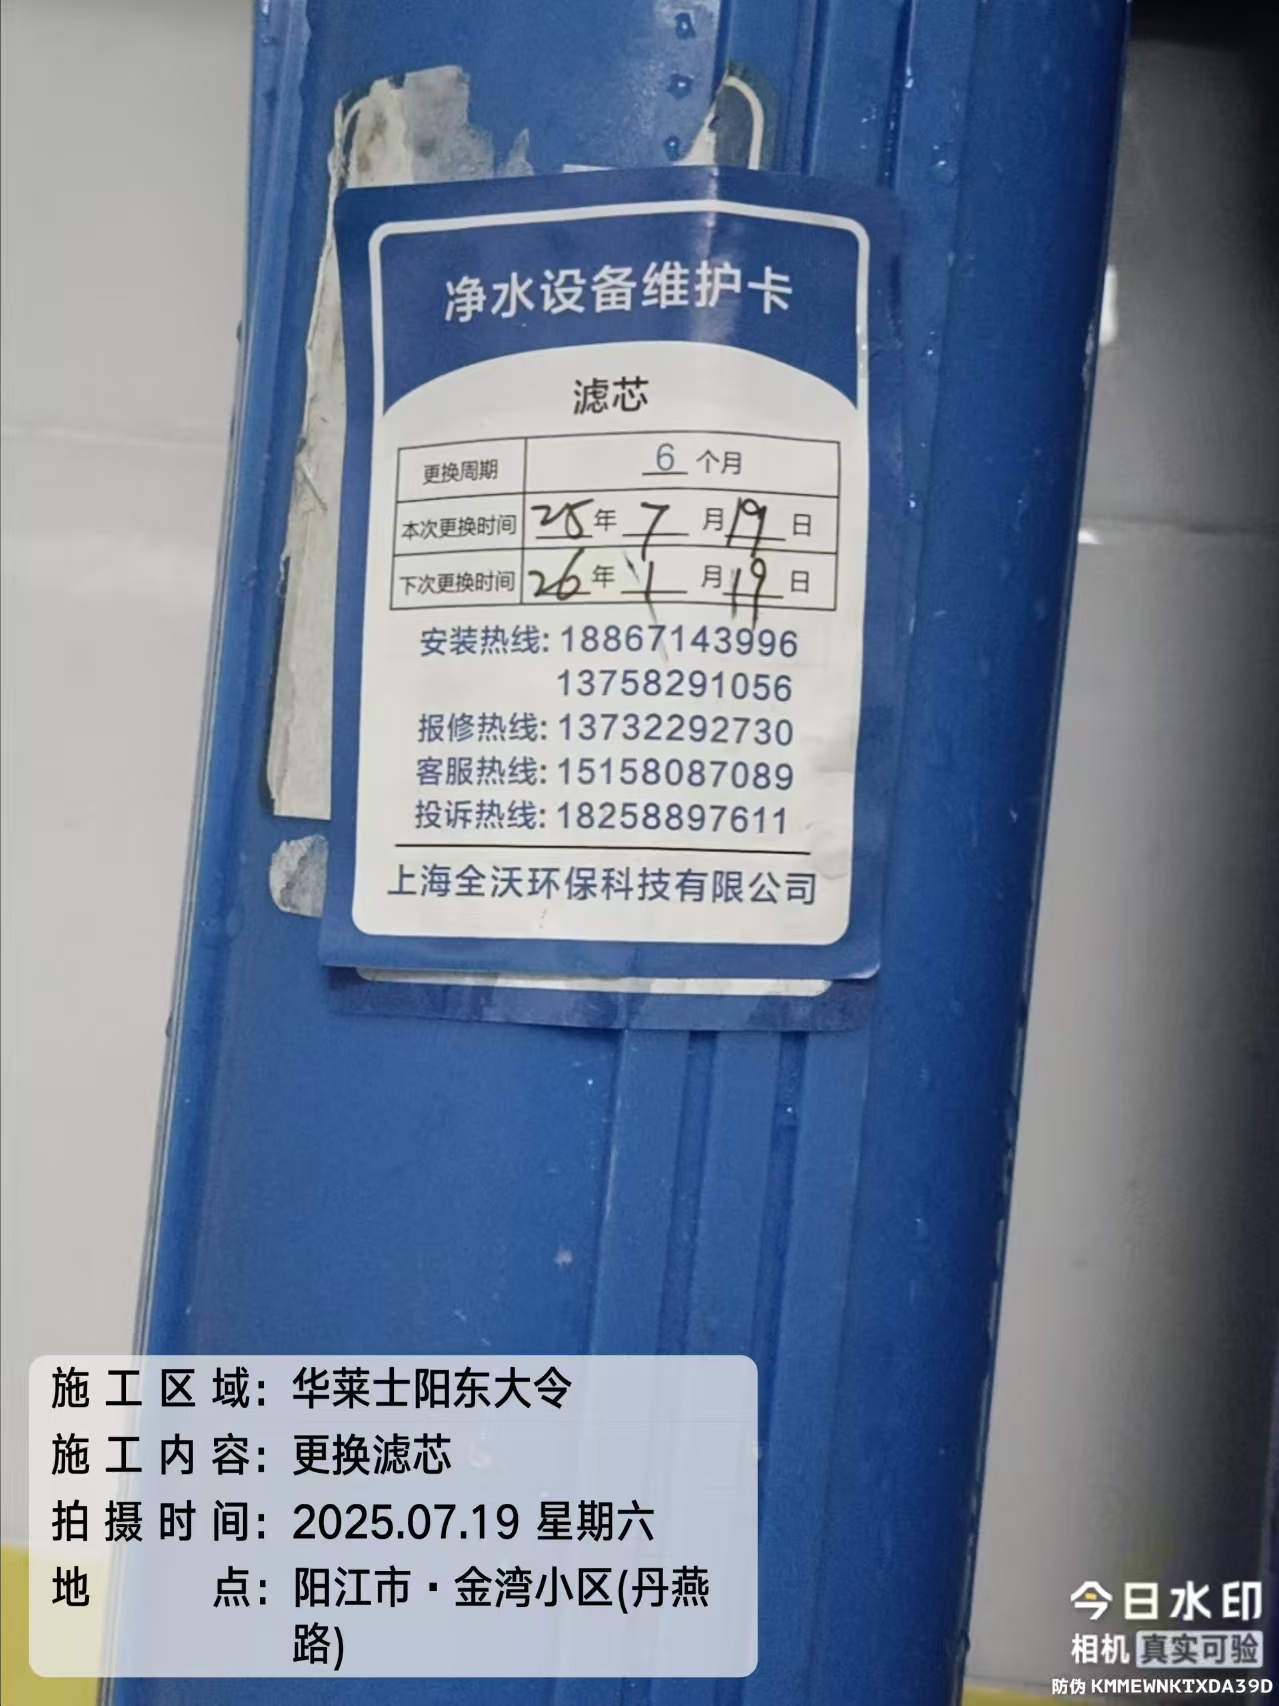 净水设备维护卡
滤芯
更换周期 6 个月
本次更换时间 25年 7 月 19 日
下次更换时间 26年 1 月 19 日
安装热线: 18867143996
13758291056
报修热线: 13732292730
客服热线: 15158087089
投诉热线: 18258897611
上海全沃环保科技有限公司
施工区域: 华莱士阳东大令
施工内容: 更换滤芯
拍摄时间: 2025.07.19 星期六
地点: 阳江市·金湾小区(丹燕
路)
今日水印
相机 真实可验
防伪 KMMEWNKTXDA39D